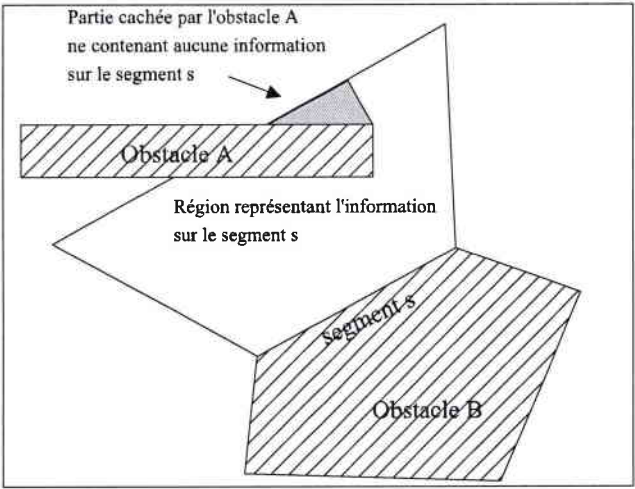 Partie cachée par l'obstacle A
ne contenant aucune information
sur le segment s
Obstacle A
Région représentant l'information
sur le segment s
segment s
Obstacle B